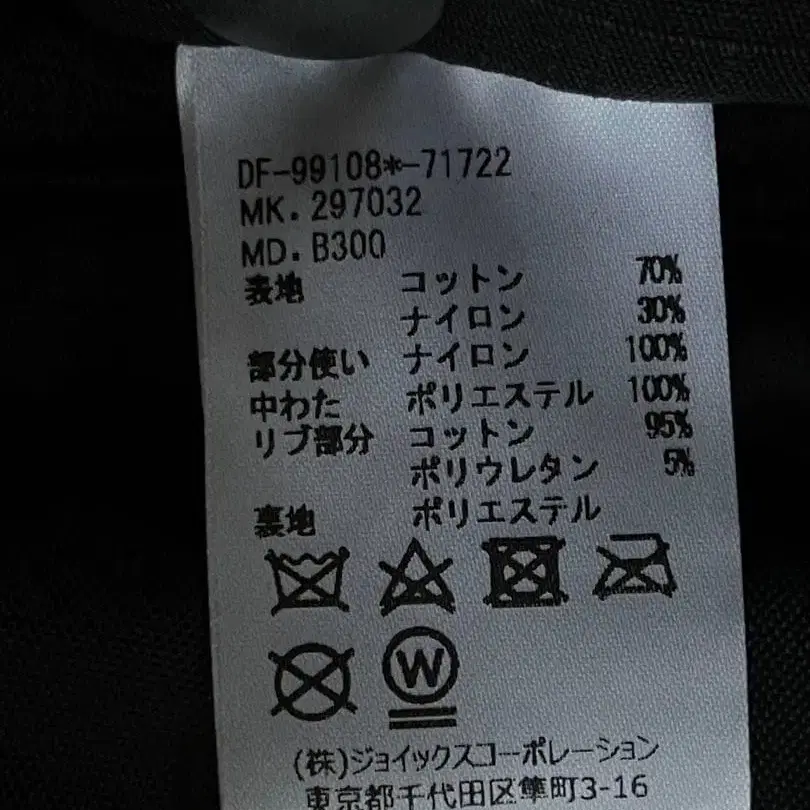 DF-99108*-71722
MK. 297032
MD. B300
表地 コットン 70%
ナイロン 30%
部分使い ナイロン 100%
中わた ポリエステル 100%
リブ部分 コットン 95%
ポリウレタン 5%
裏地 ポリエステル
W
(株)ジョイックスコーポレーション
東京都千代田区隼町3-16